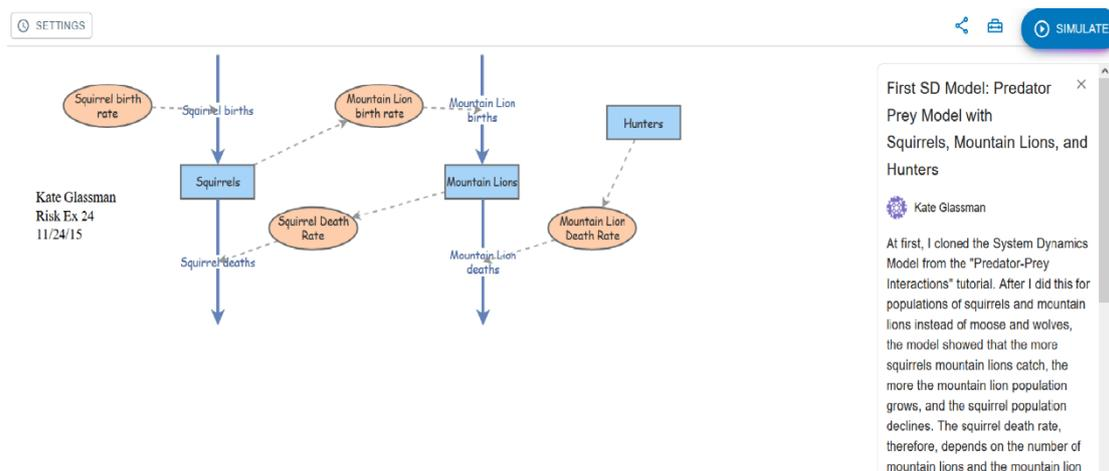 SETTINGS
SIMULATE
Squirrel birth
rate
Squirrel births
Mountain Lion
birth rate
Mountain Lion
births
Hunters
Squirrels
Mountain Lions
Kate Glassman
Risk Ex 24
11/24/15
Squirrel Death
Rate
Mountain Lion
Death Rate
Squirrel deaths
Mountain Lion
deaths
First SD Model: Predator
Prey Model with
Squirrels, Mountain Lions, and
Hunters
Kate Glassman
At first, I cloned the System Dynamics
Model from the "Predator-Prey
Interactions" tutorial. After I did this for
populations of squirrels and mountain
lions instead of moose and wolves,
the model showed that the more
squirrels mountain lions catch, the
more the mountain lion population
grows, and the squirrel population
declines. The squirrel death rate,
therefore, depends on the number of
mountain lions and the mountain lion